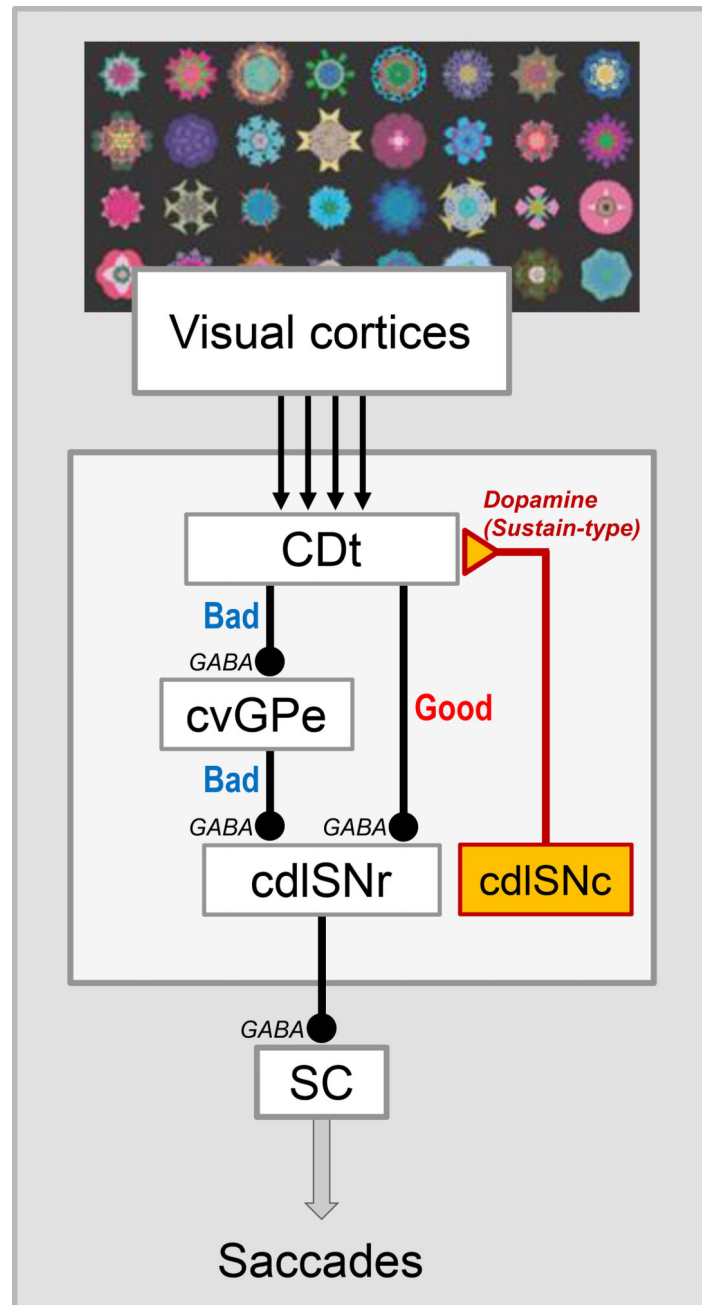 Visual cortices
Dopamine
(Sustain-type)
CDt
Bad
GABA
cvGPe
Good
Bad
GABA
GABA
cdlSNr
cdlSNc
GABA
SC
Saccades